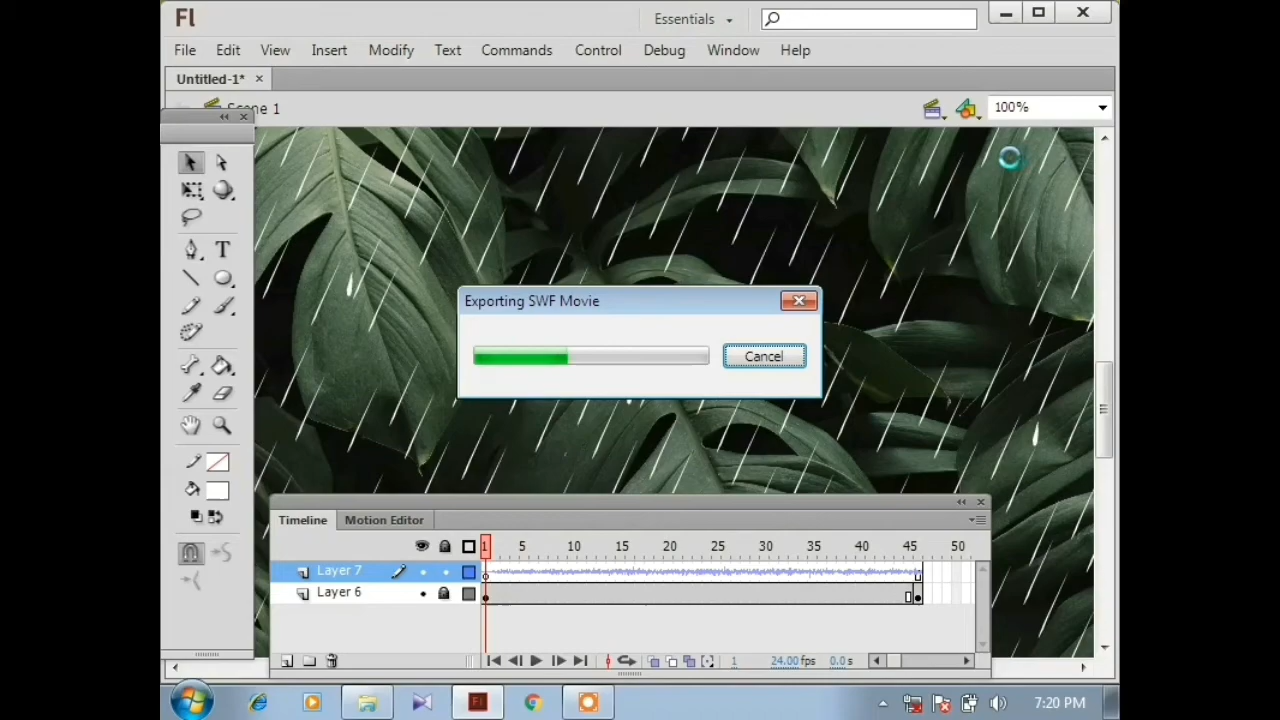 Fl
Essentials
File Edit View Insert Modify Text Commands Control Debug Window Help
Untitled-1*
Scene 1
100%
T
Exporting SWF Movie
Cancel
Timeline Motion Editor
1 5 10 15 20 25 30 35 40 45 50
Layer 7
Layer 6
1 24.00 fps 0.0 s
Fl
7:20 PM